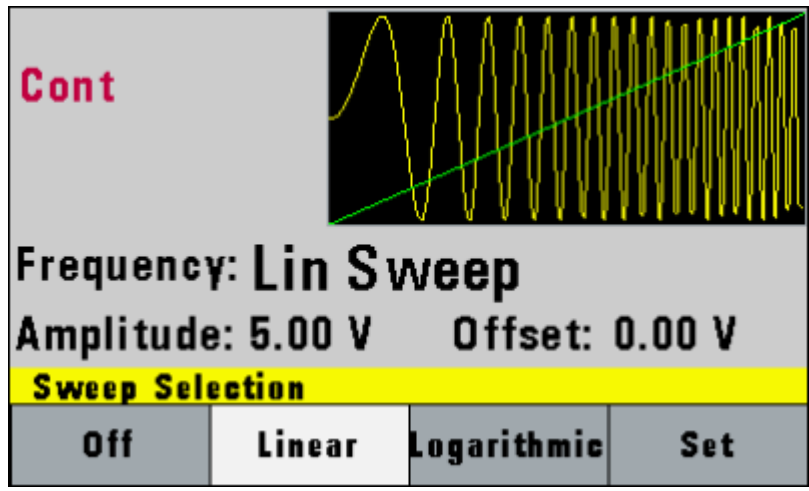 Cont
Frequency: Lin Sweep
Amplitude: 5.00 V Offset: 0.00 V
Sweep Selection
Off Linear Logarithmic Set